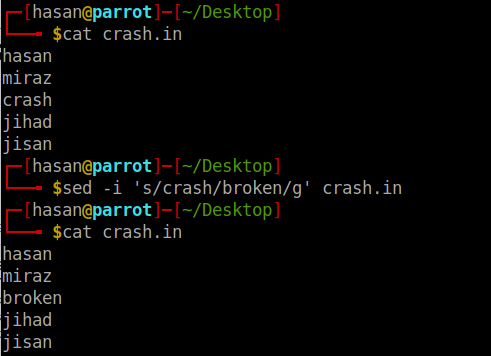 ┌─[hasan@parrot]─[~/Desktop]
└──╼ $cat crash.in
hasan
miraz
crash
jihad
jisan
┌─[hasan@parrot]─[~/Desktop]
└──╼ $sed -i 's/crash/broken/g' crash.in
┌─[hasan@parrot]─[~/Desktop]
└──╼ $cat crash.in
hasan
miraz
broken
jihad
jisan